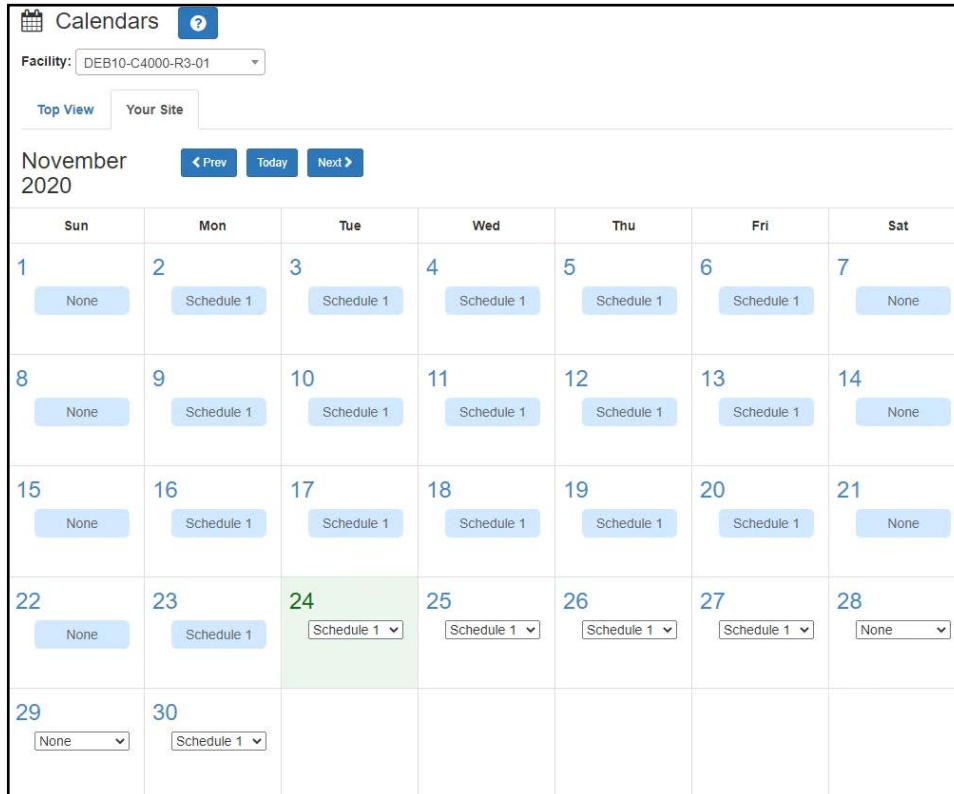 Calendars ?
Facility: DEB10-C4000-R3-01
Top View Your Site
November
2020
Prev Today Next
Sun Mon Tue Wed Thu Fri Sat
1 2 3 4 5 6 7
None Schedule 1 Schedule 1 Schedule 1 Schedule 1 Schedule 1 None
8 9 10 11 12 13 14
None Schedule 1 Schedule 1 Schedule 1 Schedule 1 Schedule 1 None
15 16 17 18 19 20 21
None Schedule 1 Schedule 1 Schedule 1 Schedule 1 Schedule 1 None
22 23 24 25 26 27 28
None Schedule 1 Schedule 1 Schedule 1 Schedule 1 Schedule 1 None
29 30
None Schedule 1